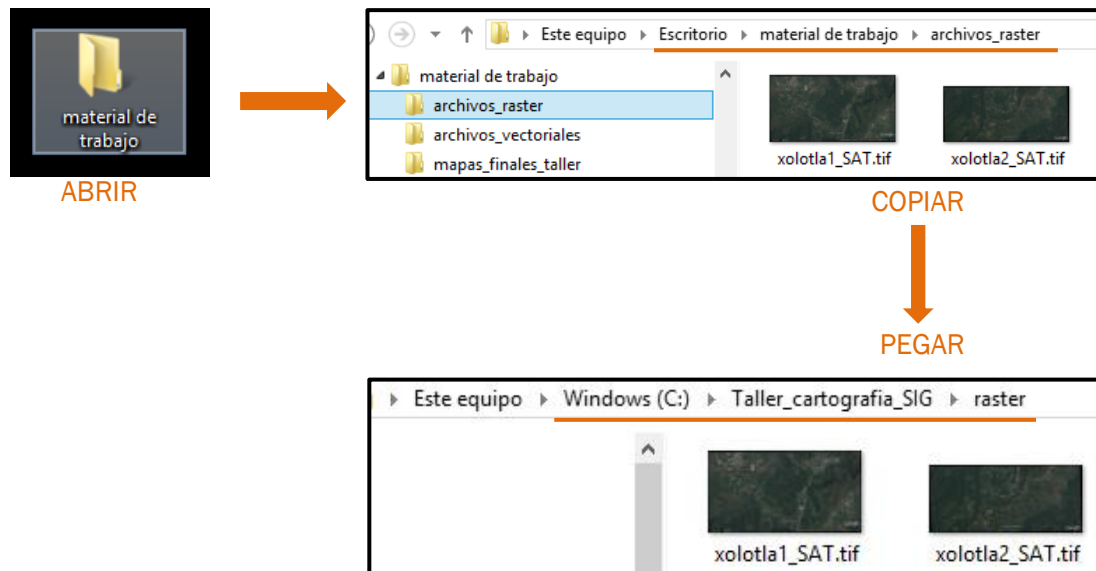 material de
trabajo
ABRIR
Este equipo Escritorio material de trabajo archivos_raster
material de trabajo
archivos_raster
archivos_vectoriales
mapas_finales_taller
xolotla1_SAT.tif xolotla2_SAT.tif
COPIAR
PEGAR
Este equipo Windows (C:) Taller_cartografia_SIG raster
xolotla1_SAT.tif xolotla2_SAT.tif